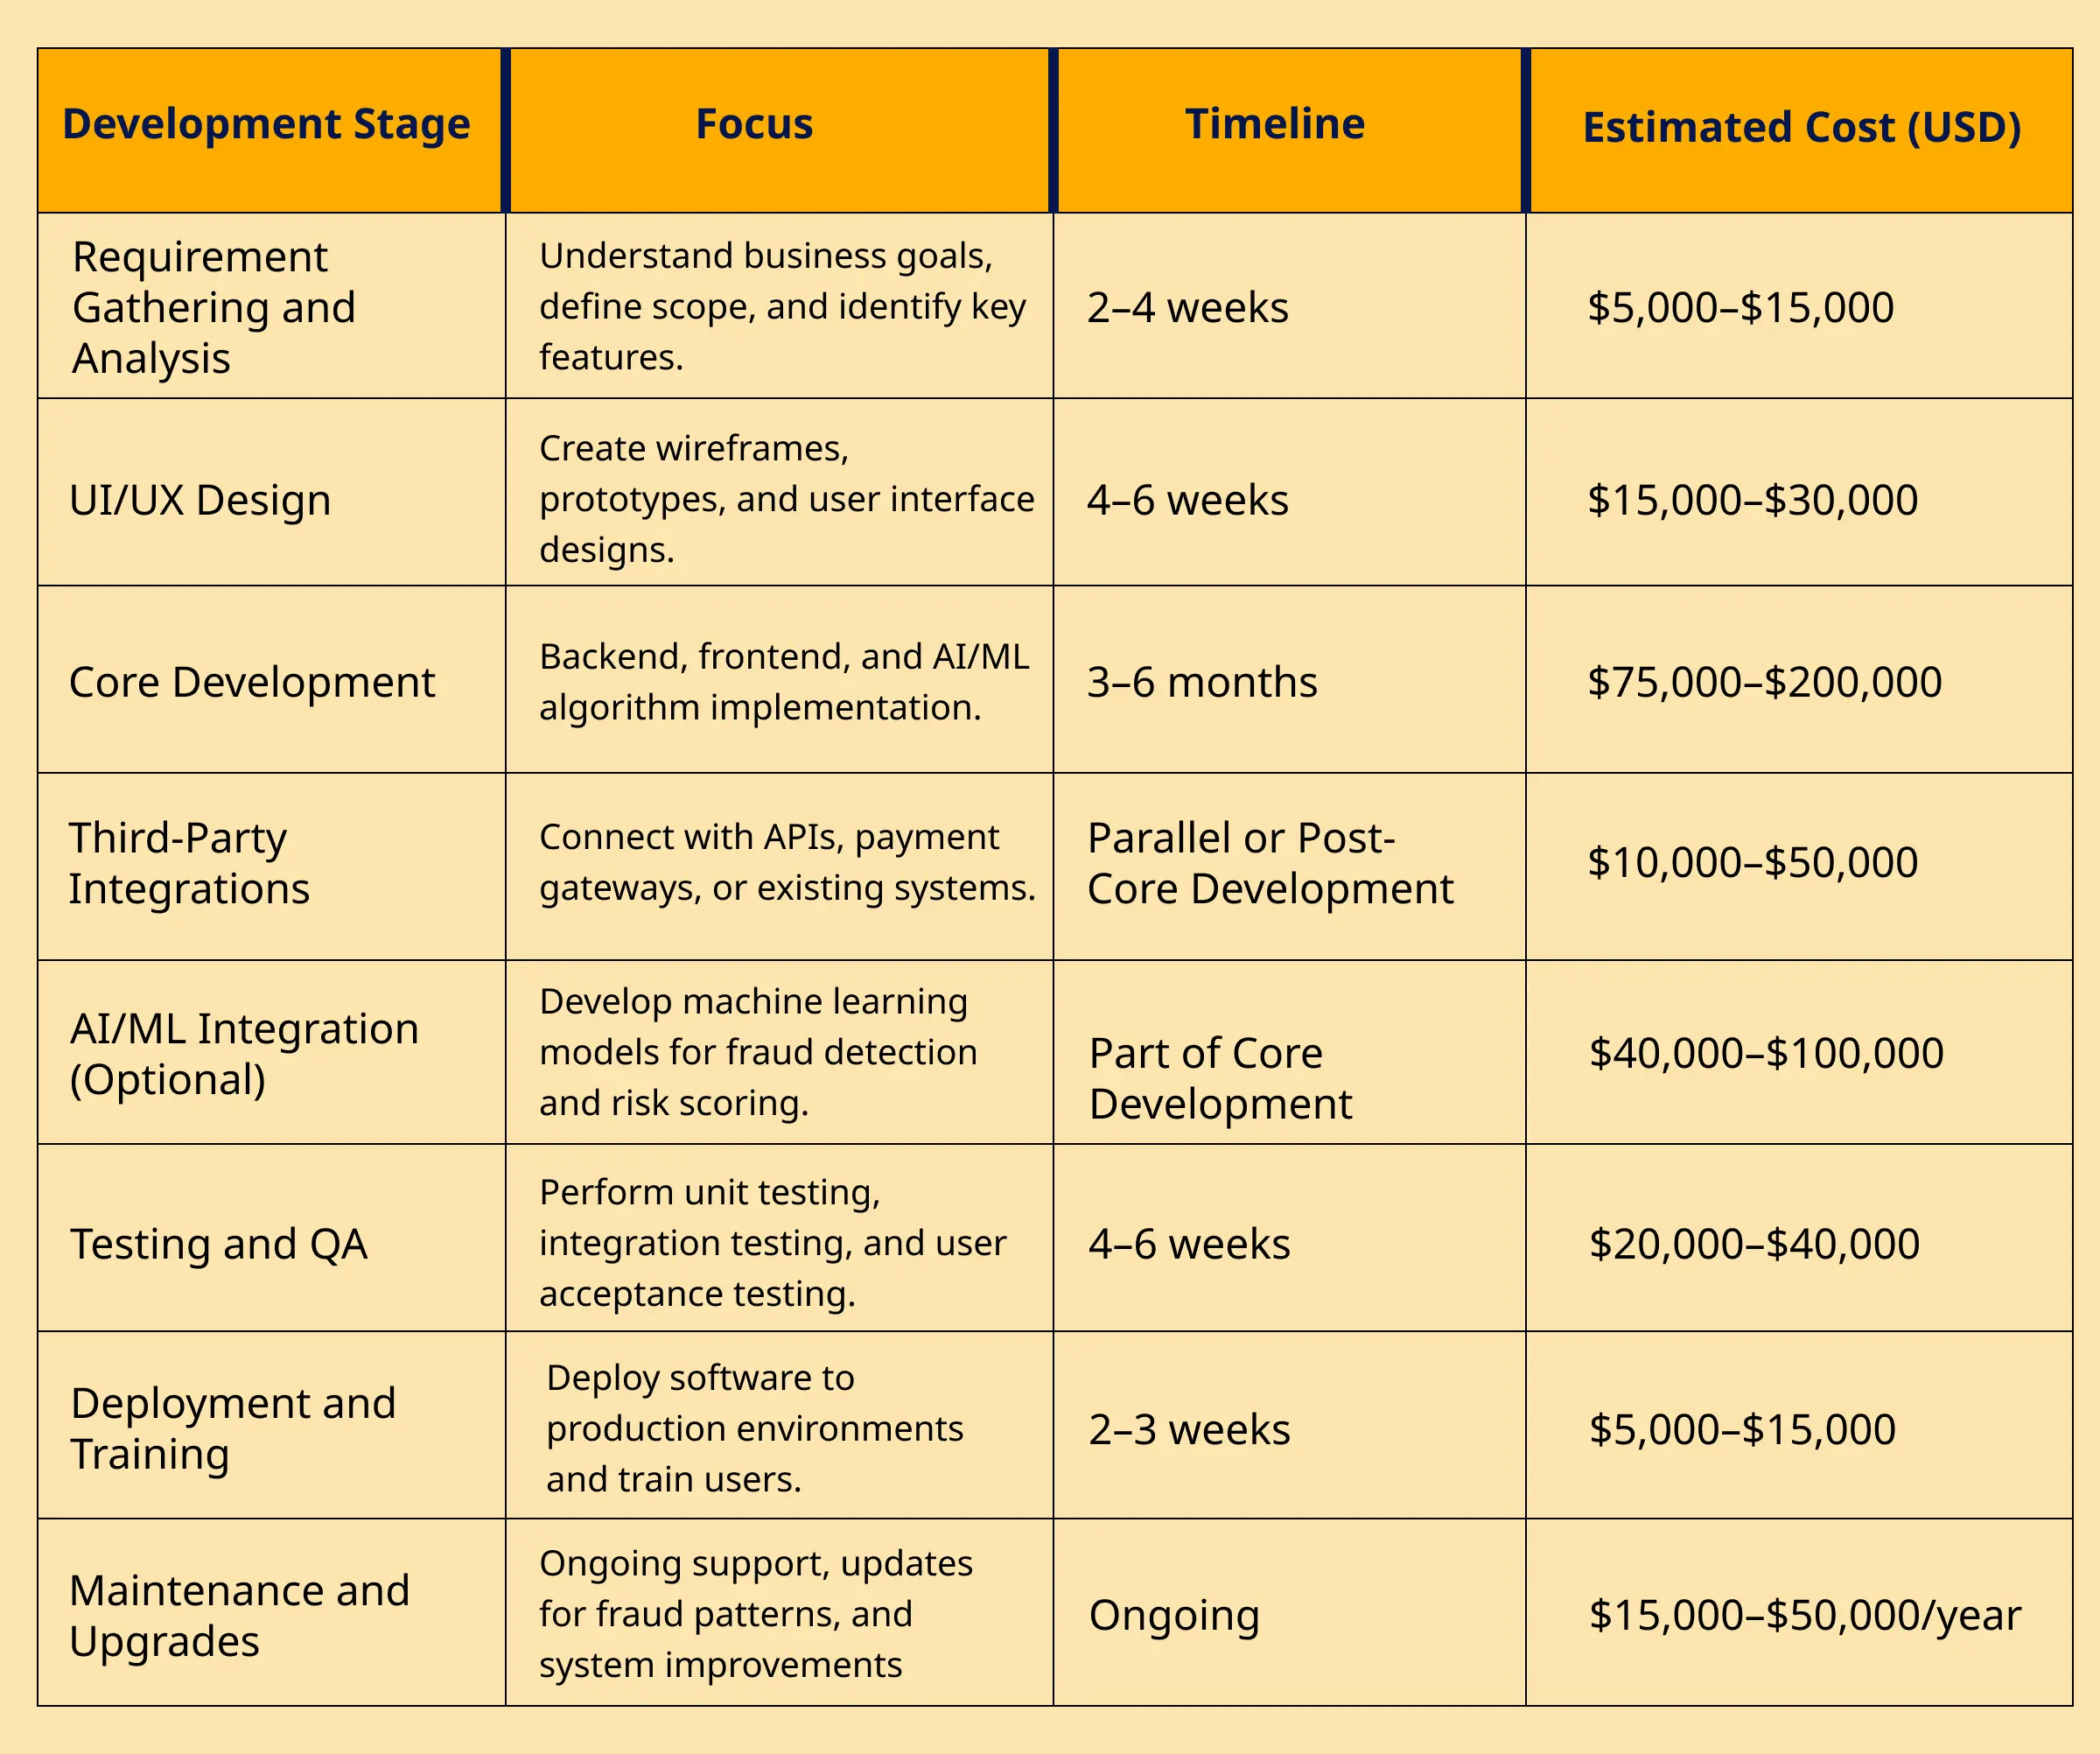 Development Stage
Focus
Timeline
Estimated Cost (USD)
Requirement
Gathering and
Analysis
Understand business goals,
define scope, and identify key
features.
2–4 weeks
$5,000–$15,000
UI/UX Design
Create wireframes,
prototypes, and user interface
designs.
4–6 weeks
$15,000–$30,000
Core Development
Backend, frontend, and AI/ML
algorithm implementation.
3–6 months
$75,000–$200,000
Third-Party
Integrations
Connect with APIs, payment
gateways, or existing systems.
Parallel or Post-
Core Development
$10,000–$50,000
AI/ML Integration
(Optional)
Develop machine learning
models for fraud detection
and risk scoring.
Part of Core
Development
$40,000–$100,000
Testing and QA
Perform unit testing,
integration testing, and user
acceptance testing.
4–6 weeks
$20,000–$40,000
Deployment and
Training
Deploy software to
production environments
and train users.
2–3 weeks
$5,000–$15,000
Maintenance and
Upgrades
Ongoing support, updates
for fraud patterns, and
system improvements
Ongoing
$15,000–$50,000/year